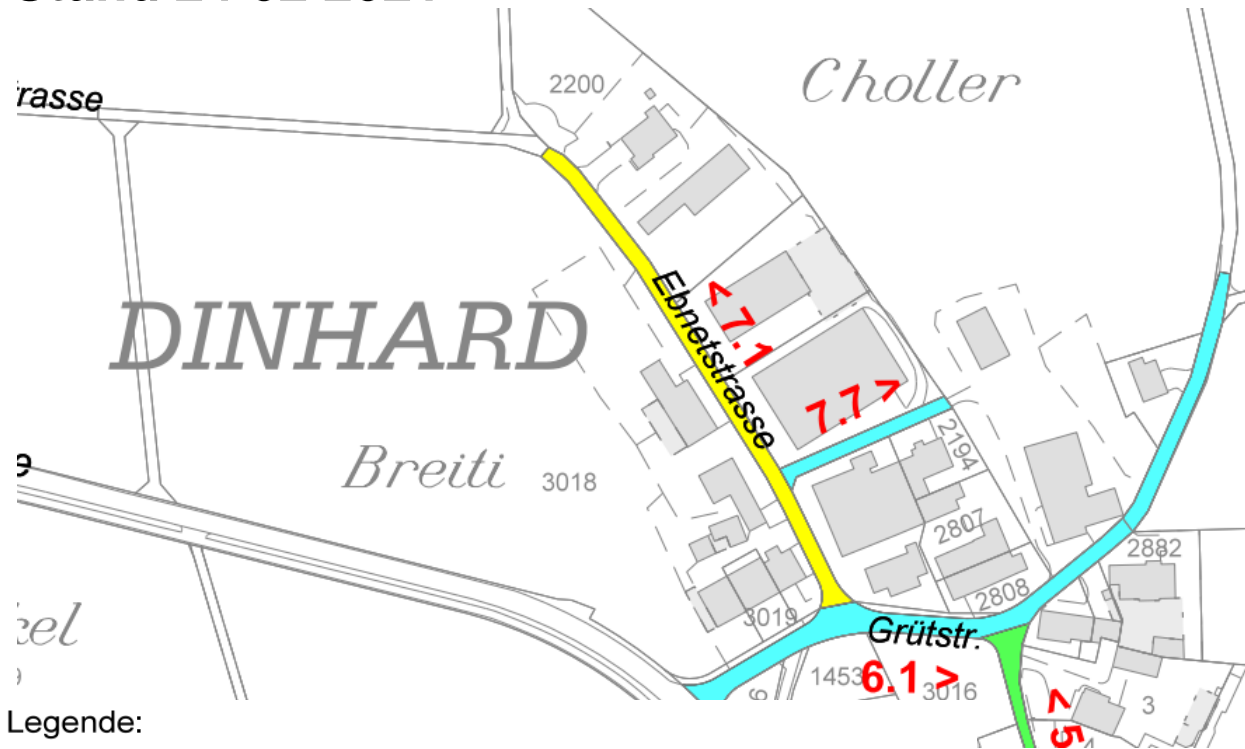 2200
Choller
rasse
DINHARD
Ebnetstrasse
< 7.1
7.7 >
Breiti
3018
2194
2807
2882
2808
3019
Grütstr.
1453
6.1 >
3016
3
< 5
Legende: